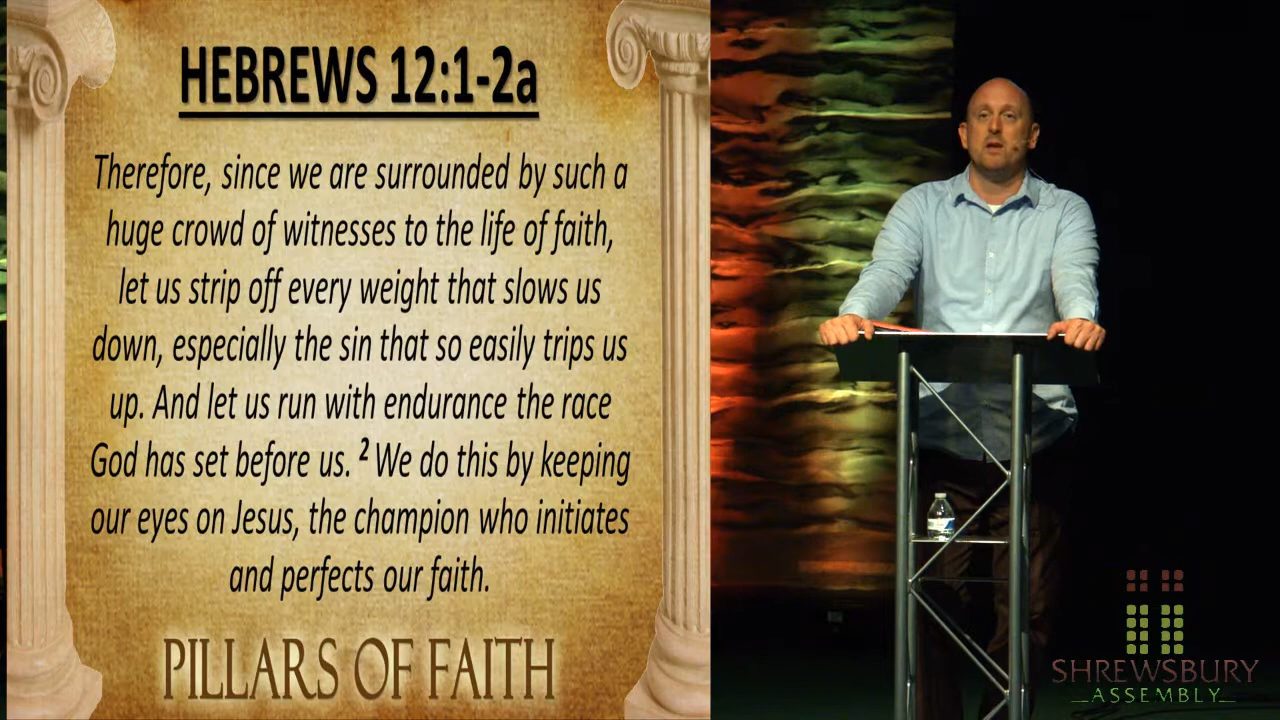 HEBREWS 12:1-2a
Therefore, since we are surrounded by such a
huge crowd of witnesses to the life of faith,
let us strip off every weight that slows us
down, especially the sin that so easily trips us
up. And let us run with endurance the race
God has set before us. ² We do this by keeping
our eyes on Jesus, the champion who initiates
and perfects our faith.
PILLARS OF FAITH
SHREWSBURY
ASSEMBLY